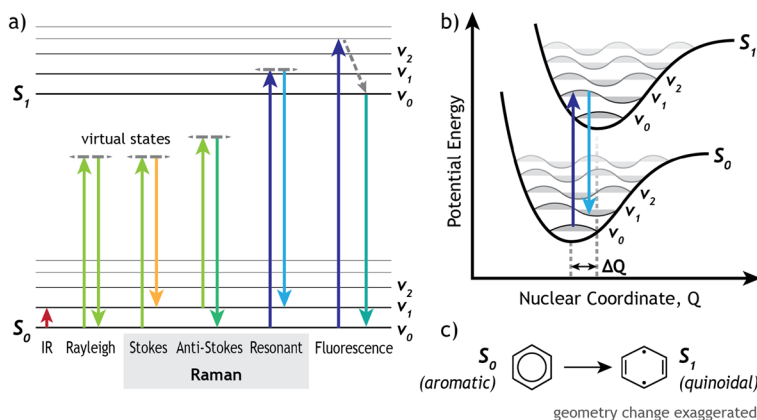 a)
v2
v1
S1
v0
virtual states
v2
v1
S0
v0
IR
Rayleigh
Stokes
Anti-Stokes
Resonant
Fluorescence
Raman
b)
Potential Energy
S1
v2
v1
v0
S0
v2
v1
v0
ΔQ
Nuclear Coordinate, Q
c)
S0
(aromatic)
S1
(quinoidal)
geometry change exaggerated